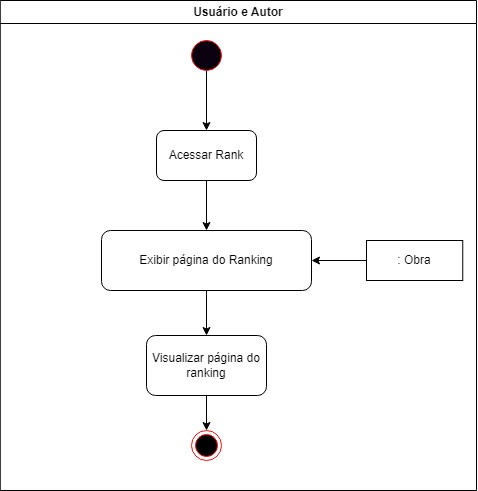 Usuário e Autor
Acessar Rank
Exibir página do Ranking
: Obra
Visualizar página do
ranking